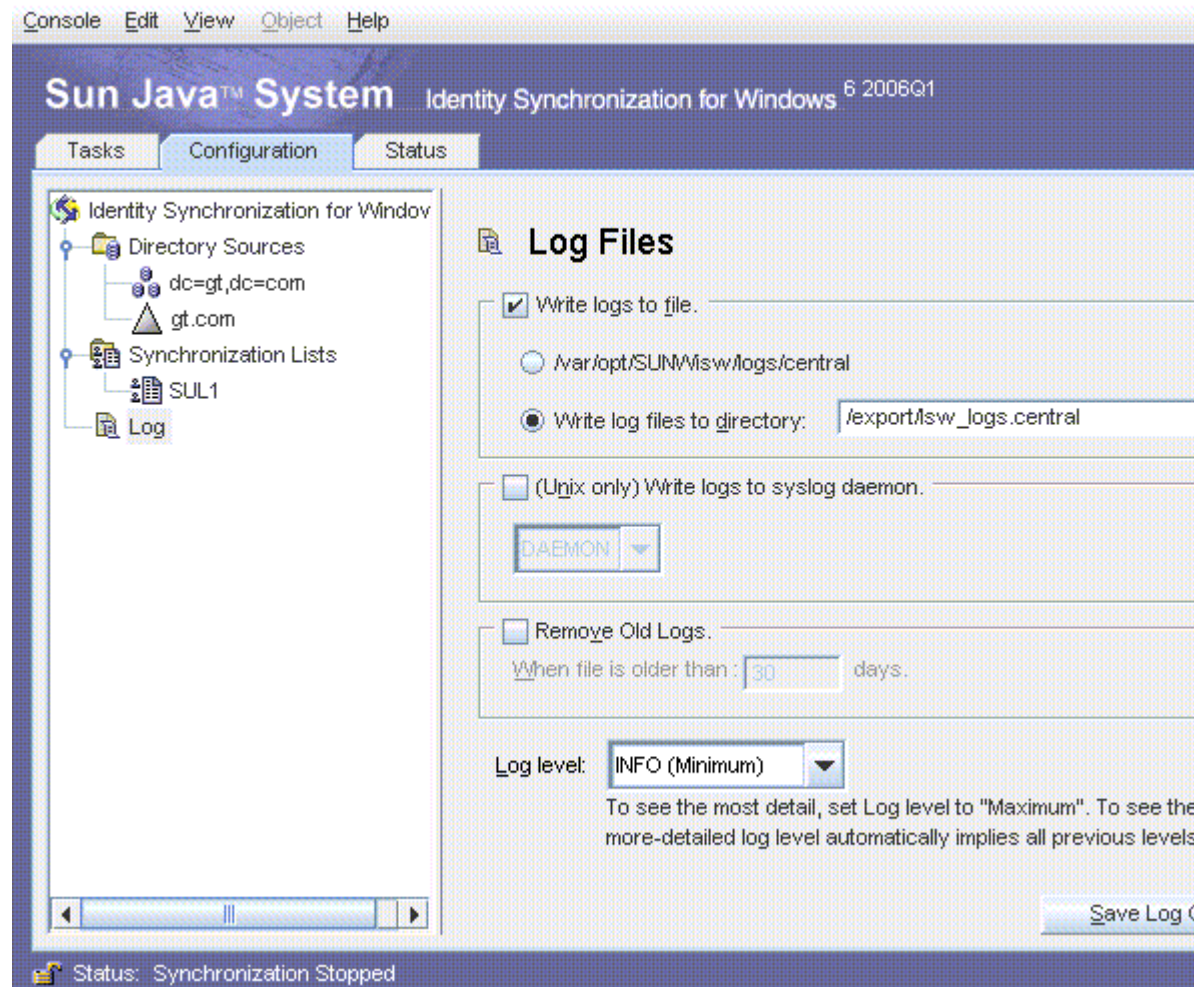 Console Edit View Object Help
Sun Java™ System Identity Synchronization for Windows 6 2006Q1
Tasks Configuration Status
Identity Synchronization for Windov
Directory Sources
dc=gt,dc=com
gt.com
Synchronization Lists
SUL1
Log
Log Files
Write logs to file.
/var/opt/SUNWisw/logs/central
Write log files to directory: /export/isw_logs.central
(Unix only) Write logs to syslog daemon.
DAEMON
Remove Old Logs.
When file is older than : 30 days.
Log level: INFO (Minimum)
To see the most detail, set Log level to "Maximum". To see the
more-detailed log level automatically implies all previous levels
Save Log
Status: Synchronization Stopped